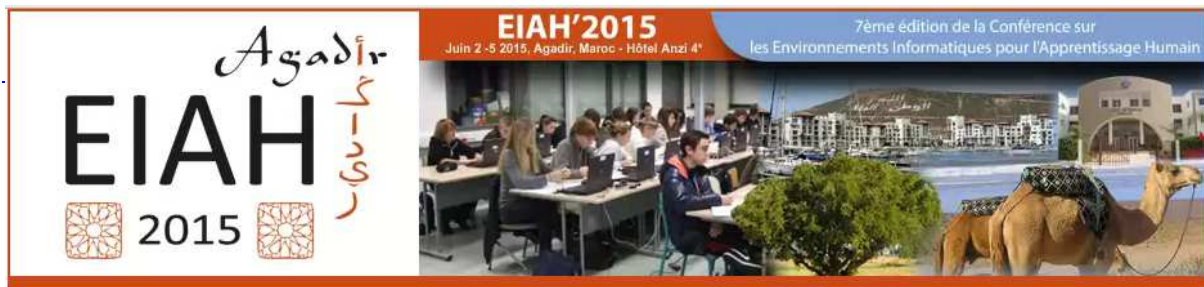 Agadir
EIAH
2015
أݣادير
EIAH'2015
Juin 2 -5 2015, Agadir, Maroc - Hôtel Anzi 4*
7ème édition de la Conférence sur
les Environnements Informatiques pour l'Apprentissage Humain